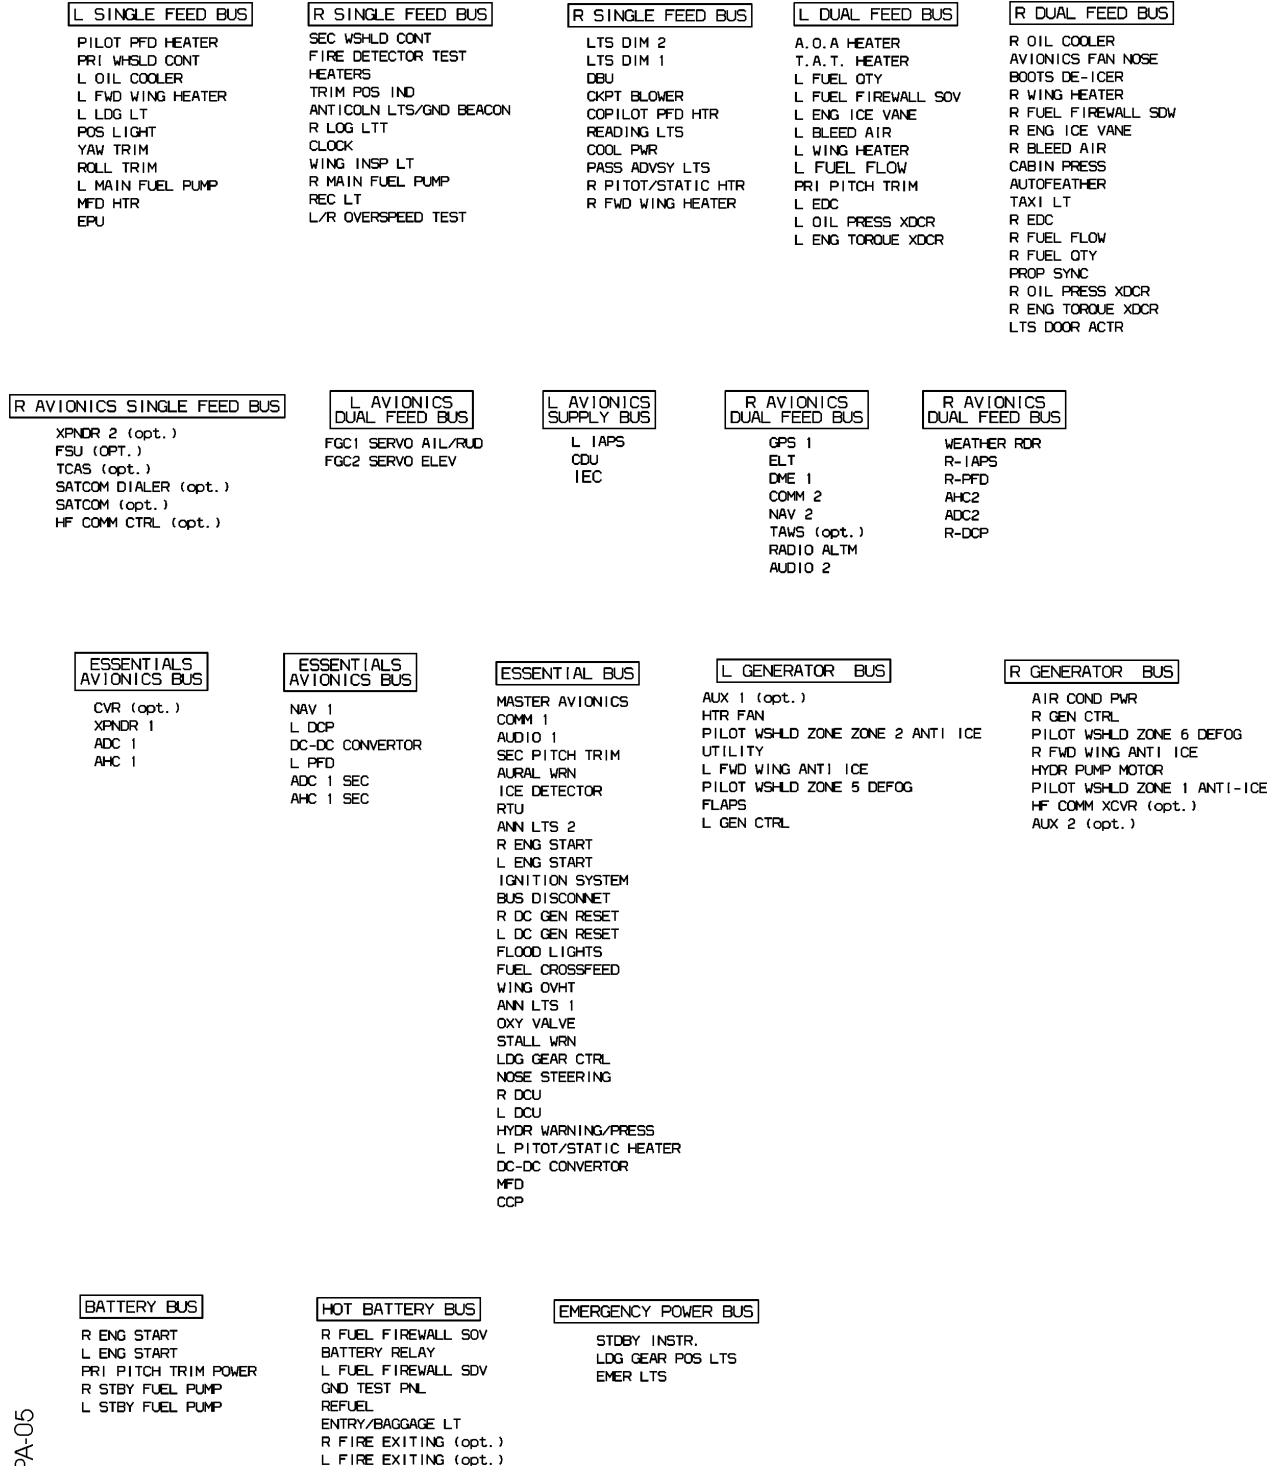 L SINGLE FEED BUS
PILOT PFD HEATER
PRI WHSLD CONT
L OIL COOLER
L FWD WING HEATER
L LDG LT
POS LIGHT
YAW TRIM
ROLL TRIM
L MAIN FUEL PUMP
MFD HTR
EPU
R SINGLE FEED BUS
SEC WSHLD CONT
FIRE DETECTOR TEST
HEATERS
TRIM POS IND
ANTICOLN LTS/GND BEACON
R LOG LTT
CLOCK
WING INSP LT
R MAIN FUEL PUMP
REC LT
L/R OVERSPEED TEST
R SINGLE FEED BUS
LTS DIM 2
LTS DIM 1
DBU
CKPT BLOWER
COPILOT PFD HTR
READING LTS
COOL PWR
PASS ADVSY LTS
R PITOT/STATIC HTR
R FWD WING HEATER
L DUAL FEED BUS
A.O.A HEATER
T.A.T. HEATER
L FUEL QTY
L FUEL FIREWALL SOV
L ENG ICE VANE
L BLEED AIR
L WING HEATER
L FUEL FLOW
PRI PITCH TRIM
L EDC
L OIL PRESS XDCR
L ENG TORQUE XDCR
R DUAL FEED BUS
R OIL COOLER
AVIONICS FAN NOSE
BOOTS DE-ICER
R WING HEATER
R FUEL FIREWALL SDW
R ENG ICE VANE
R BLEED AIR
CABIN PRESS
AUTOFEATHER
TAXI LT
R EDC
R FUEL FLOW
R FUEL QTY
PROP SYNC
R OIL PRESS XDCR
R ENG TORQUE XDCR
LTS DOOR ACTR
R AVIONICS SINGLE FEED BUS
XPNDR 2 (opt.)
FSU (OPT.)
TCAS (opt.)
SATCOM DIALER (opt.)
SATCOM (opt.)
HF COMM CTRL (opt.)
L AVIONICS
DUAL FEED BUS
FGC1 SERVO AIL/RUD
FGC2 SERVO ELEV
L AVIONICS
SUPPLY BUS
L IAPS
CDU
IEC
R AVIONICS
DUAL FEED BUS
GPS 1
ELT
DME 1
COMM 2
NAV 2
TAWS (opt.)
RADIO ALTM
AUDIO 2
R AVIONICS
DUAL FEED BUS
WEATHER RDR
R-IAPS
R-PFD
AHC2
ADC2
R-DCP
ESSENTIALS
AVIONICS BUS
CVR (opt.)
XPNDR 1
ADC 1
AHC 1
ESSENTIALS
AVIONICS BUS
NAV 1
L DCP
DC-DC CONVERTOR
L PFD
ADC 1 SEC
AHC 1 SEC
ESSENTIAL BUS
MASTER AVIONICS
COMM 1
AUDIO 1
SEC PITCH TRIM
AURAL WRN
ICE DETECTOR
RTU
ANN LTS 2
R ENG START
L ENG START
IGNITION SYSTEM
BUS DISCONNET
R DC GEN RESET
L DC GEN RESET
FLOOD LIGHTS
FUEL CROSSFEED
WING OVHT
ANN LTS 1
OXY VALVE
STALL WRN
LDG GEAR CTRL
NOSE STEERING
R DCU
L DCU
HYDR WARNING/PRESS
L PITOT/STATIC HEATER
DC-DC CONVERTOR
MFD
CCP
L GENERATOR BUS
AUX 1 (opt.)
HTR FAN
PILOT WSHLD ZONE ZONE 2 ANTI ICE
UTILITY
L FWD WING ANTI ICE
PILOT WSHLD ZONE 5 DEFOG
FLAPS
L GEN CTRL
R GENERATOR BUS
AIR COND PWR
R GEN CTRL
PILOT WSHLD ZONE 6 DEFOG
R FWD WING ANTI ICE
HYDR PUMP MOTOR
PILOT WSHLD ZONE 1 ANTI-ICE
HF COMM XCVR (opt.)
AUX 2 (opt.)
BATTERY BUS
R ENG START
L ENG START
PRI PITCH TRIM POWER
R STBY FUEL PUMP
L STBY FUEL PUMP
HOT BATTERY BUS
R FUEL FIREWALL SOV
BATTERY RELAY
L FUEL FIREWALL SDV
GND TEST PNL
REFUEL
ENTRY/BAGGAGE LT
R FIRE EXITING (opt.)
L FIRE EXITING (opt.)
EMERGENCY POWER BUS
STDBY INSTR.
LDG GEAR POS LTS
EMER LTS
PA-05